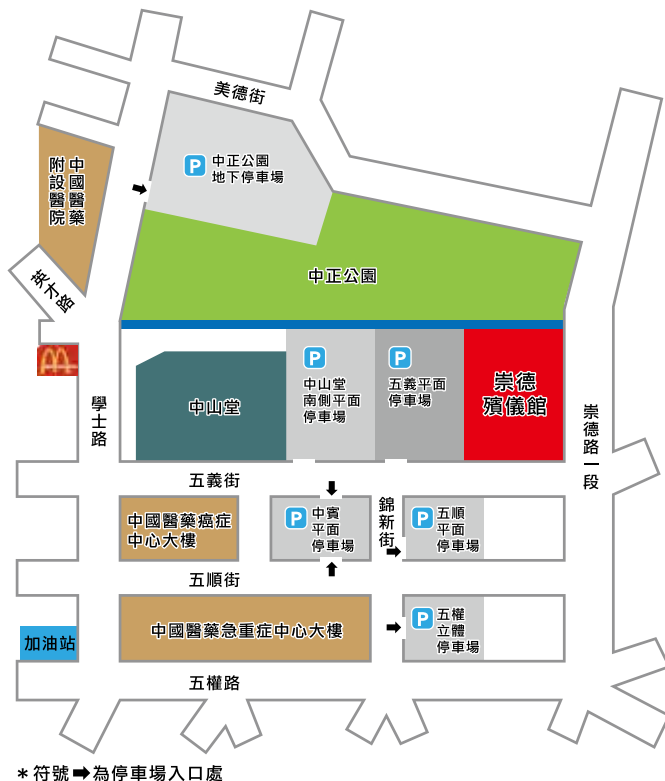 美德街
P
中正公園
地下停車場
中國醫藥
附設醫院
英才路
中正公園
P
中山堂
南側平面
停車場
P
五義平面
停車場
崇德
殯儀館
中山堂
學士路
崇德路一段
五義街
中國醫藥癌症
中心大樓
P
中賓
平面
停車場
錦新街
P
五順
平面
停車場
五順街
加油站
中國醫藥急重症中心大樓
P
五權
立體
停車場
五權路
＊符號➡為停車場入口處